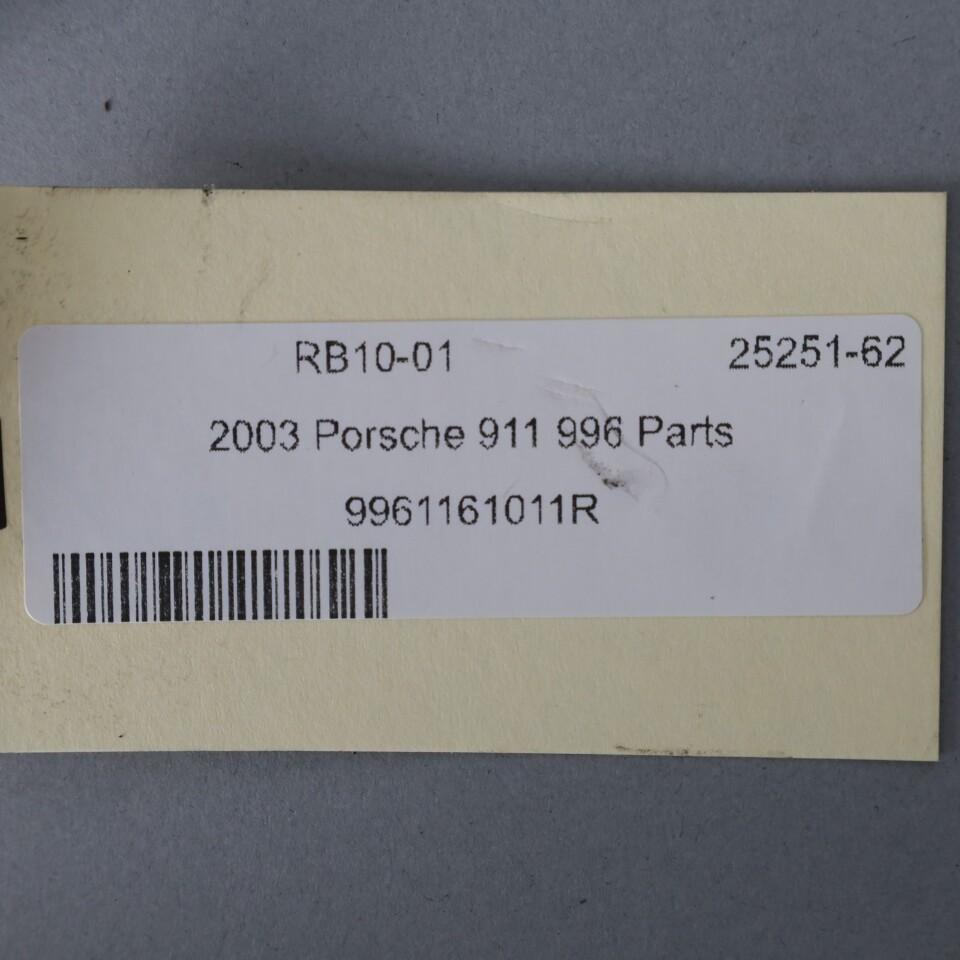 RB10-01 25251-62
2003 Porsche 911 996 Parts
9961161011R